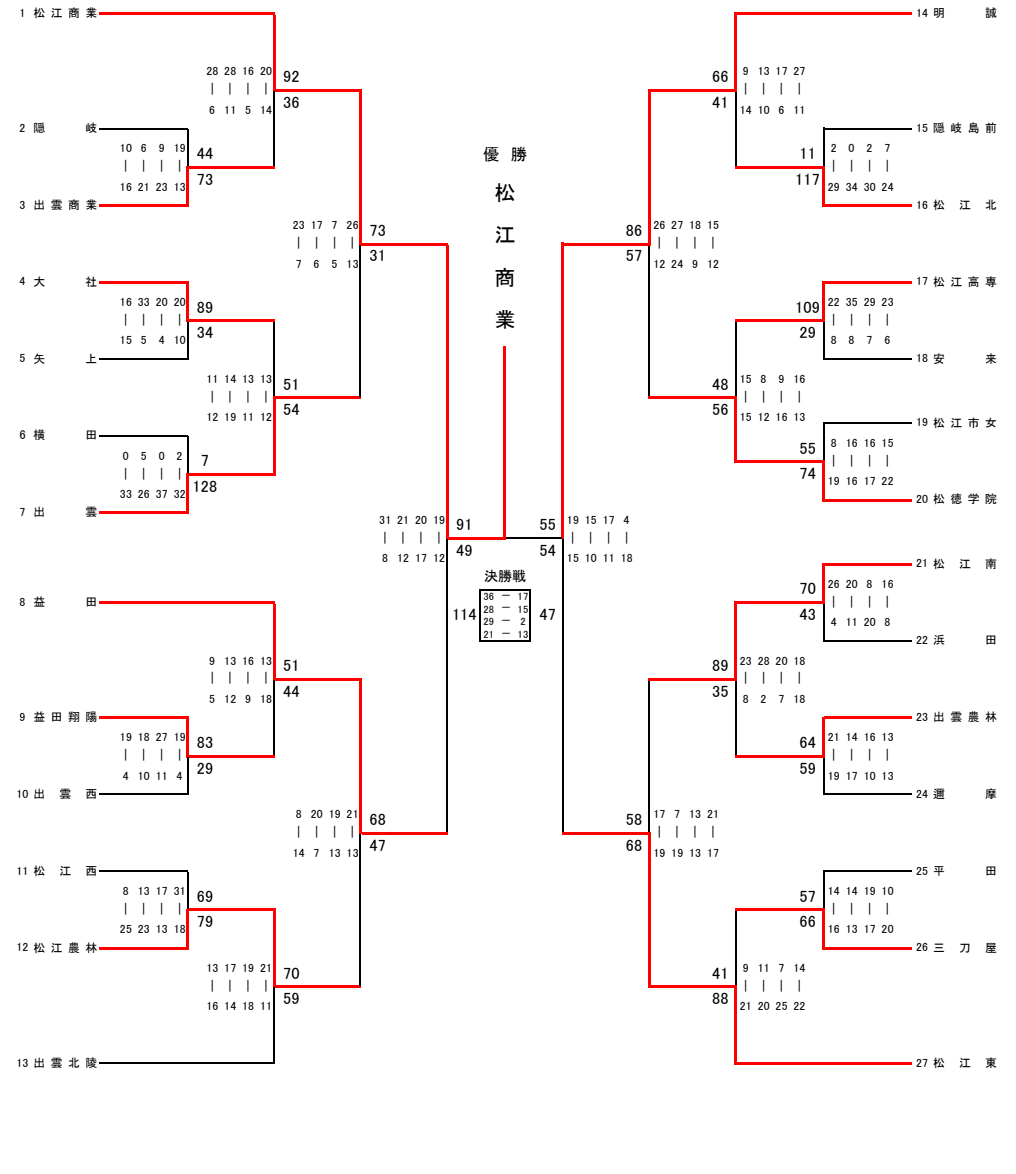 1 松江商業
14 明誠
28 28 16 20
92
36
6 11 5 14
66
41
9 13 17 27
14 10 6 11
2 隠岐
10 6 9 19
44
73
16 21 23 13
3 出雲商業
15 隠岐島前
11
117
2 0 2 7
29 34 30 24
16 松江北
優勝
松江商業
23 17 7 26
73
31
7 6 5 13
86
57
26 27 18 15
12 24 9 12
4 大社
16 33 20 20
89
34
15 5 4 10
5 矢上
17 松江高専
109
29
22 35 29 23
8 8 7 6
18 安来
11 14 13 13
51
54
12 19 11 12
48
56
15 8 9 16
15 12 16 13
6 横田
0 5 0 2
7
128
33 26 37 32
7 出雲
19 松江市女
55
74
8 16 16 15
19 16 17 22
20 松徳学院
31 21 20 19
91
49
8 12 17 12
55
54
19 15 17 4
15 10 11 18
決勝戦
114
36 － 17
28 － 15
29 － 2
21 － 13
47
21 松江南
70
43
26 20 8 16
4 11 20 8
22 浜田
8 益田
9 13 16 13
51
44
5 12 9 18
89
35
23 28 20 18
8 2 7 18
9 益田翔陽
19 18 27 19
83
29
4 10 11 4
10 出雲西
23 出雲農林
64
59
21 14 16 13
19 17 10 13
24 邇摩
8 20 19 21
68
47
14 7 13 13
58
68
17 7 13 21
19 19 13 17
11 松江西
8 13 17 31
69
79
25 23 13 18
12 松江農林
25 平田
57
66
14 14 19 10
16 13 17 20
26 三刀屋
13 17 19 21
70
59
16 14 18 11
41
88
9 11 7 14
21 20 25 22
13 出雲北陵
27 松江東